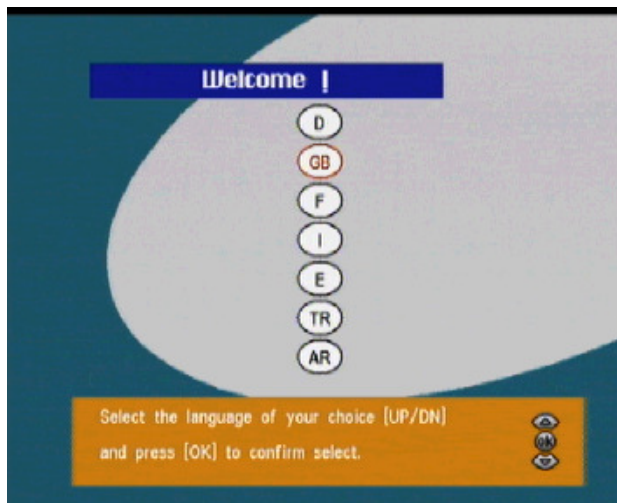 Welcome !
D
GB
F
I
E
TR
AR
Select the language of your choice [UP/DN]
and press [OK] to confirm select.
ok